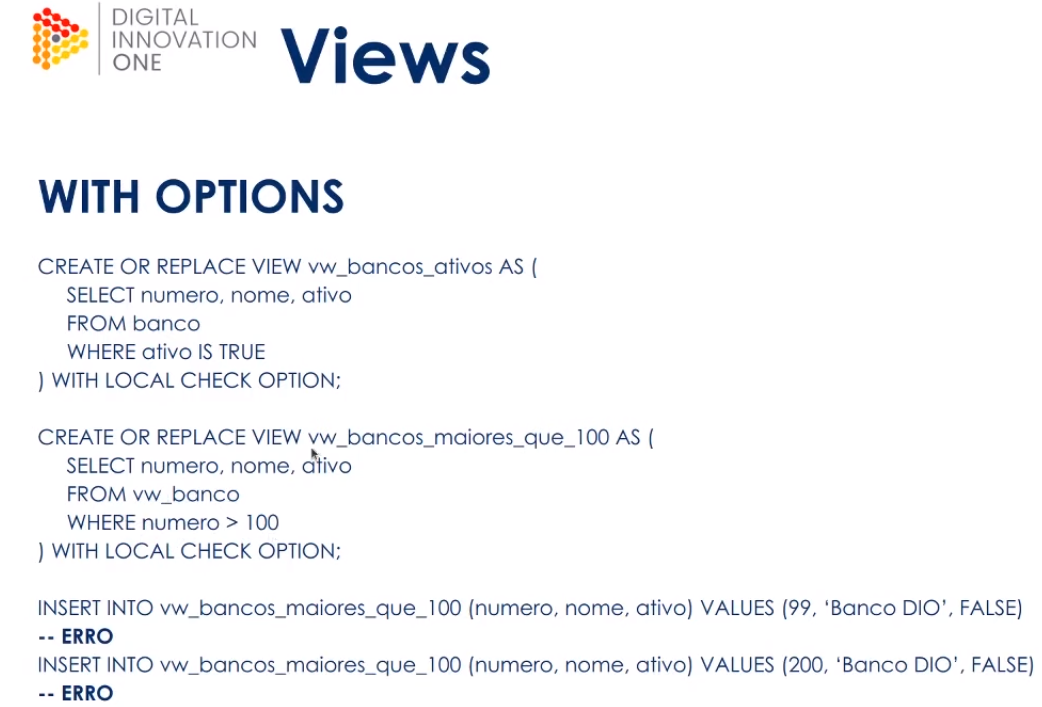 DIGITAL
INNOVATION
ONE
Views
WITH OPTIONS
CREATE OR REPLACE VIEW vw_bancos_ativos AS (
SELECT numero, nome, ativo
FROM banco
WHERE ativo IS TRUE
) WITH LOCAL CHECK OPTION;
CREATE OR REPLACE VIEW vw_bancos_maiores_que_100 AS (
SELECT numero, nome, ativo
FROM vw_banco
WHERE numero > 100
) WITH LOCAL CHECK OPTION;
INSERT INTO vw_bancos_maiores_que_100 (numero, nome, ativo) VALUES (99, ‘Banco DIO’, FALSE)
-- ERRO
INSERT INTO vw_bancos_maiores_que_100 (numero, nome, ativo) VALUES (200, ‘Banco DIO’, FALSE)
-- ERRO